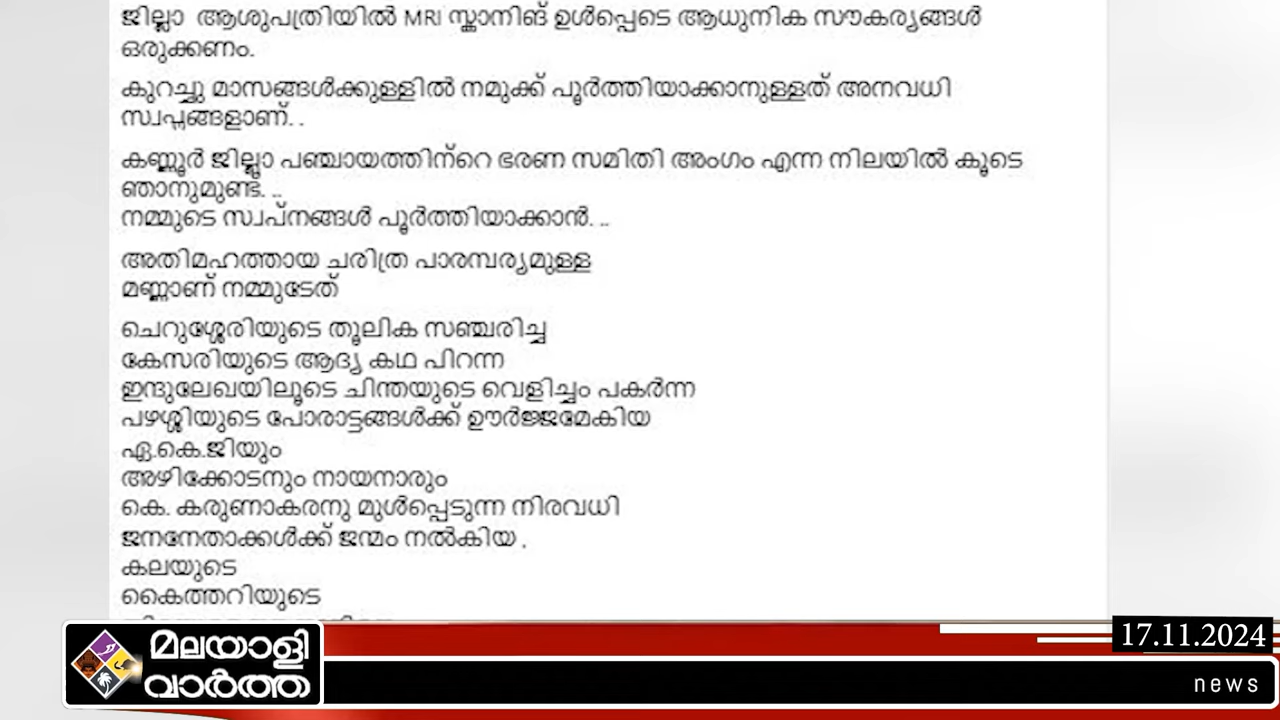 ജില്ലാ ആശുപത്രിയിൽ MRI സ്കാനിങ് ഉൾപ്പെടെ ആധുനിക സൗകര്യങ്ങൾ
ഒരുക്കണം.
കുറച്ചു മാസങ്ങൾക്കുള്ളിൽ നമുക്ക് പൂർത്തിയാക്കാനുള്ളത് അനവധി
സ്വപ്നങ്ങളാണ്. .
കണ്ണൂർ ജില്ലാ പഞ്ചായത്തിന്റെ ഭരണ സമിതി അംഗം എന്ന നിലയിൽ കൂടെ
ഞാനുമുണ്ട്. ..
നമ്മുടെ സ്വപ്നങ്ങൾ പൂർത്തിയാക്കാൻ. ..
അതിമഹത്തായ ചരിത്ര പാരമ്പര്യമുള്ള
മണ്ണാണ് നമ്മുടേത്
ചെറുശ്ശേരിയുടെ തൂലിക സഞ്ചരിച്ച
കേസരിയുടെ ആദ്യ കഥ പിറന്ന
ഇന്ദുലേഖയിലൂടെ ചിന്തയുടെ വെളിച്ചം പകർന്ന
പഴശ്ശിയുടെ പോരാട്ടങ്ങൾക്ക് ഊർജ്ജമേകിയ
ഏ.കെ.ജിയും
അഴിക്കോടനും നായനാരും
കെ. കരുണാകരനു മുൾപ്പെടുന്ന നിരവധി
ജനനേതാക്കൾക്ക് ജന്മം നൽകിയ ,
കലയുടെ
കൈത്തറിയുടെ
മലയാളി
വാർത്ത
17.11.2024
news